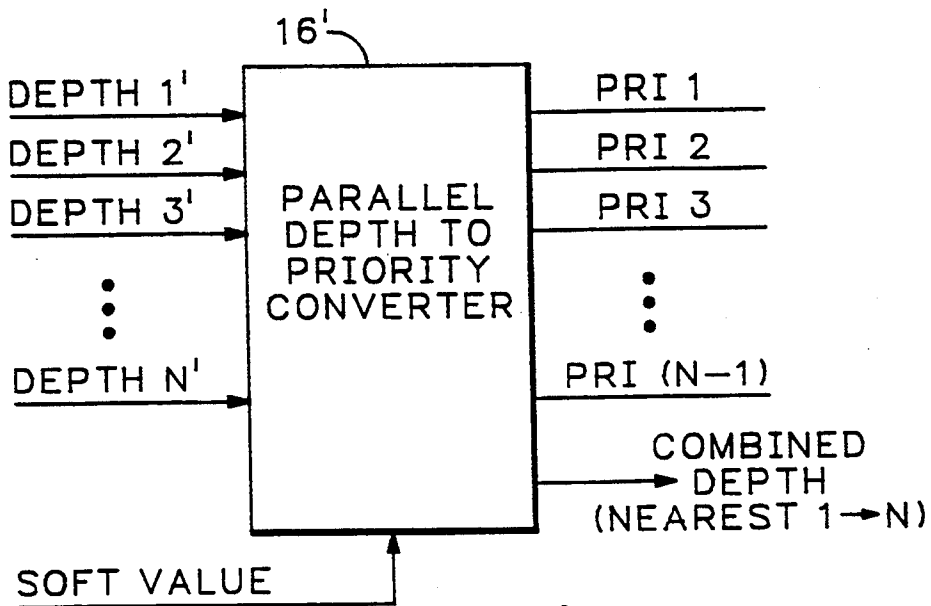 16'
DEPTH 1'
DEPTH 2'
DEPTH 3'
DEPTH N'
PARALLEL
DEPTH TO
PRIORITY
CONVERTER
PRI 1
PRI 2
PRI 3
PRI (N-1)
COMBINED
DEPTH
(NEAREST 1→N)
SOFT VALUE